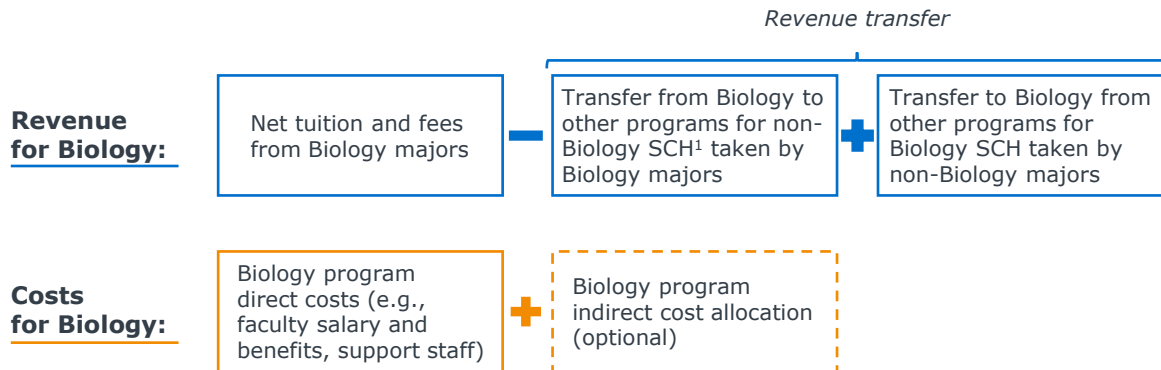 Revenue transfer
Revenue
for Biology:
Net tuition and fees
from Biology majors
Transfer from Biology to
other programs for non-
Biology SCH¹ taken by
Biology majors
Transfer to Biology from
other programs for
Biology SCH taken by
non-Biology majors
Costs
for Biology:
Biology program
direct costs (e.g.,
faculty salary and
benefits, support staff)
Biology program
indirect cost allocation
(optional)